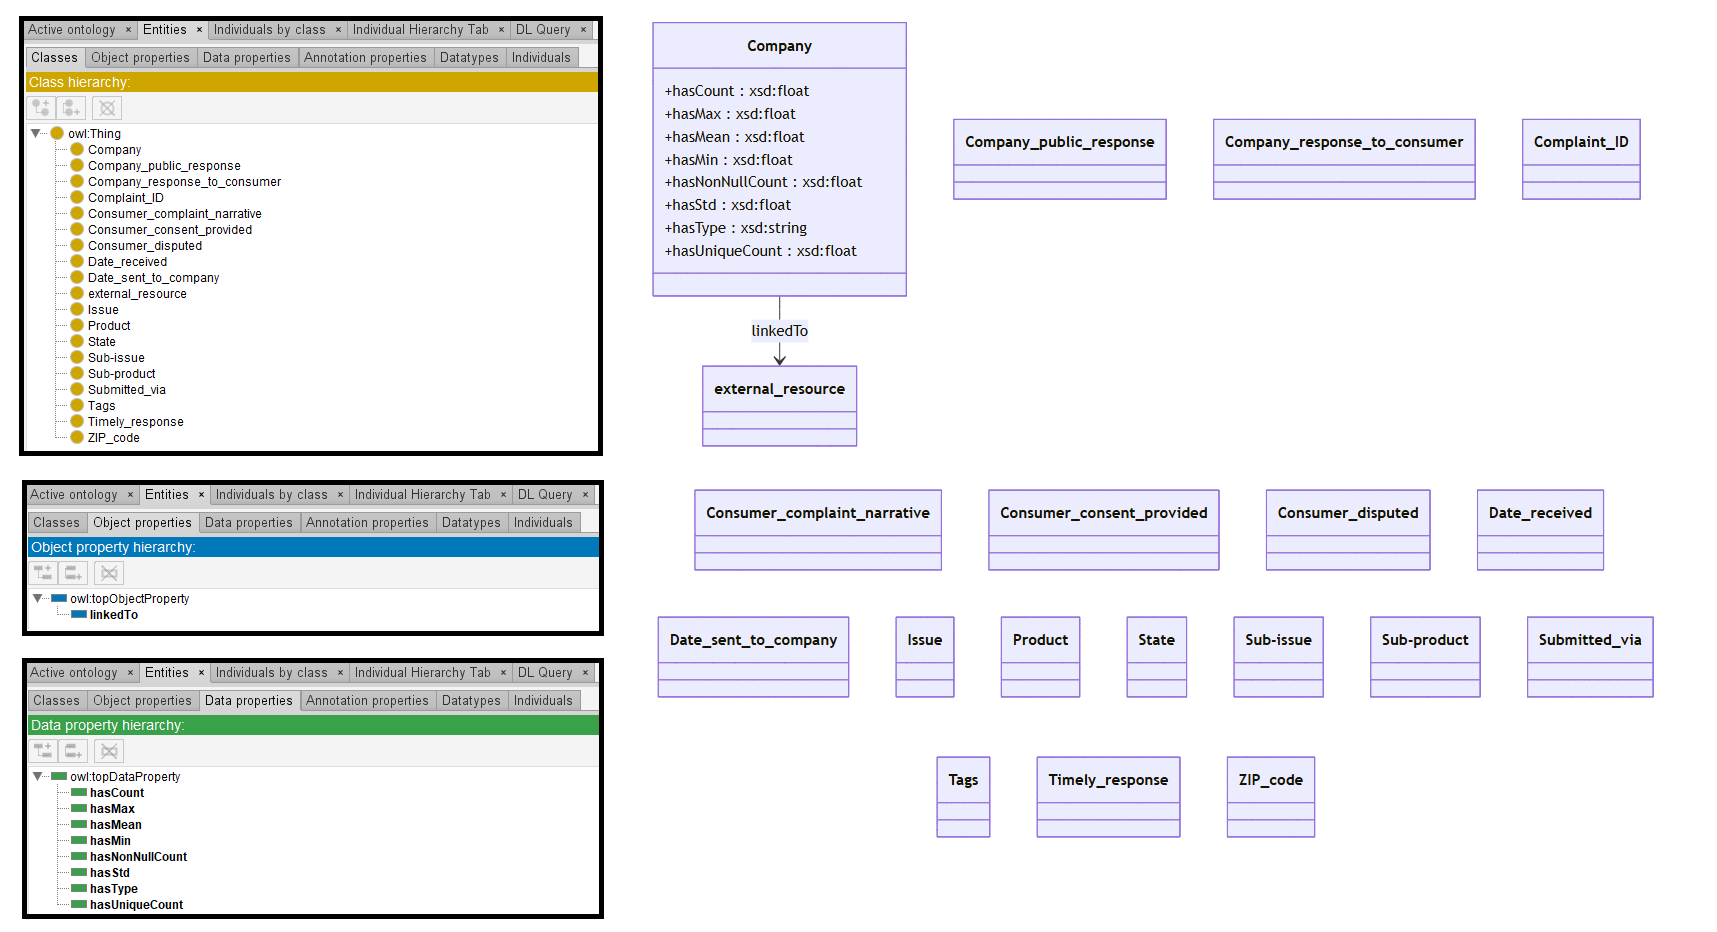 Active ontology × Entities × Individuals by class × Individual Hierarchy Tab × DL Query ×
Classes Object properties Data properties Annotation properties Datatypes Individuals
Class hierarchy:
owl:Thing
Company
Company_public_response
Company_response_to_consumer
Complaint_ID
Consumer_complaint_narrative
Consumer_consent_provided
Consumer_disputed
Date_received
Date_sent_to_company
external_resource
Issue
Product
State
Sub-issue
Sub-product
Submitted_via
Tags
Timely_response
ZIP_code
Active ontology × Entities × Individuals by class × Individual Hierarchy Tab × DL Query ×
Classes Object properties Data properties Annotation properties Datatypes Individuals
Object property hierarchy:
owl:topObjectProperty
linkedTo
Active ontology × Entities × Individuals by class × Individual Hierarchy Tab × DL Query ×
Classes Object properties Data properties Annotation properties Datatypes Individuals
Data property hierarchy:
owl:topDataProperty
hasCount
hasMax
hasMean
hasMin
hasNonNullCount
hasStd
hasType
hasUniqueCount
Company
+hasCount : xsd:float
+hasMax : xsd:float
+hasMean : xsd:float
+hasMin : xsd:float
+hasNonNullCount : xsd:float
+hasStd : xsd:float
+hasType : xsd:string
+hasUniqueCount : xsd:float
Company_public_response
Company_response_to_consumer
Complaint_ID
linkedTo
external_resource
Consumer_complaint_narrative
Consumer_consent_provided
Consumer_disputed
Date_received
Date_sent_to_company
Issue
Product
State
Sub-issue
Sub-product
Submitted_via
Tags
Timely_response
ZIP_code